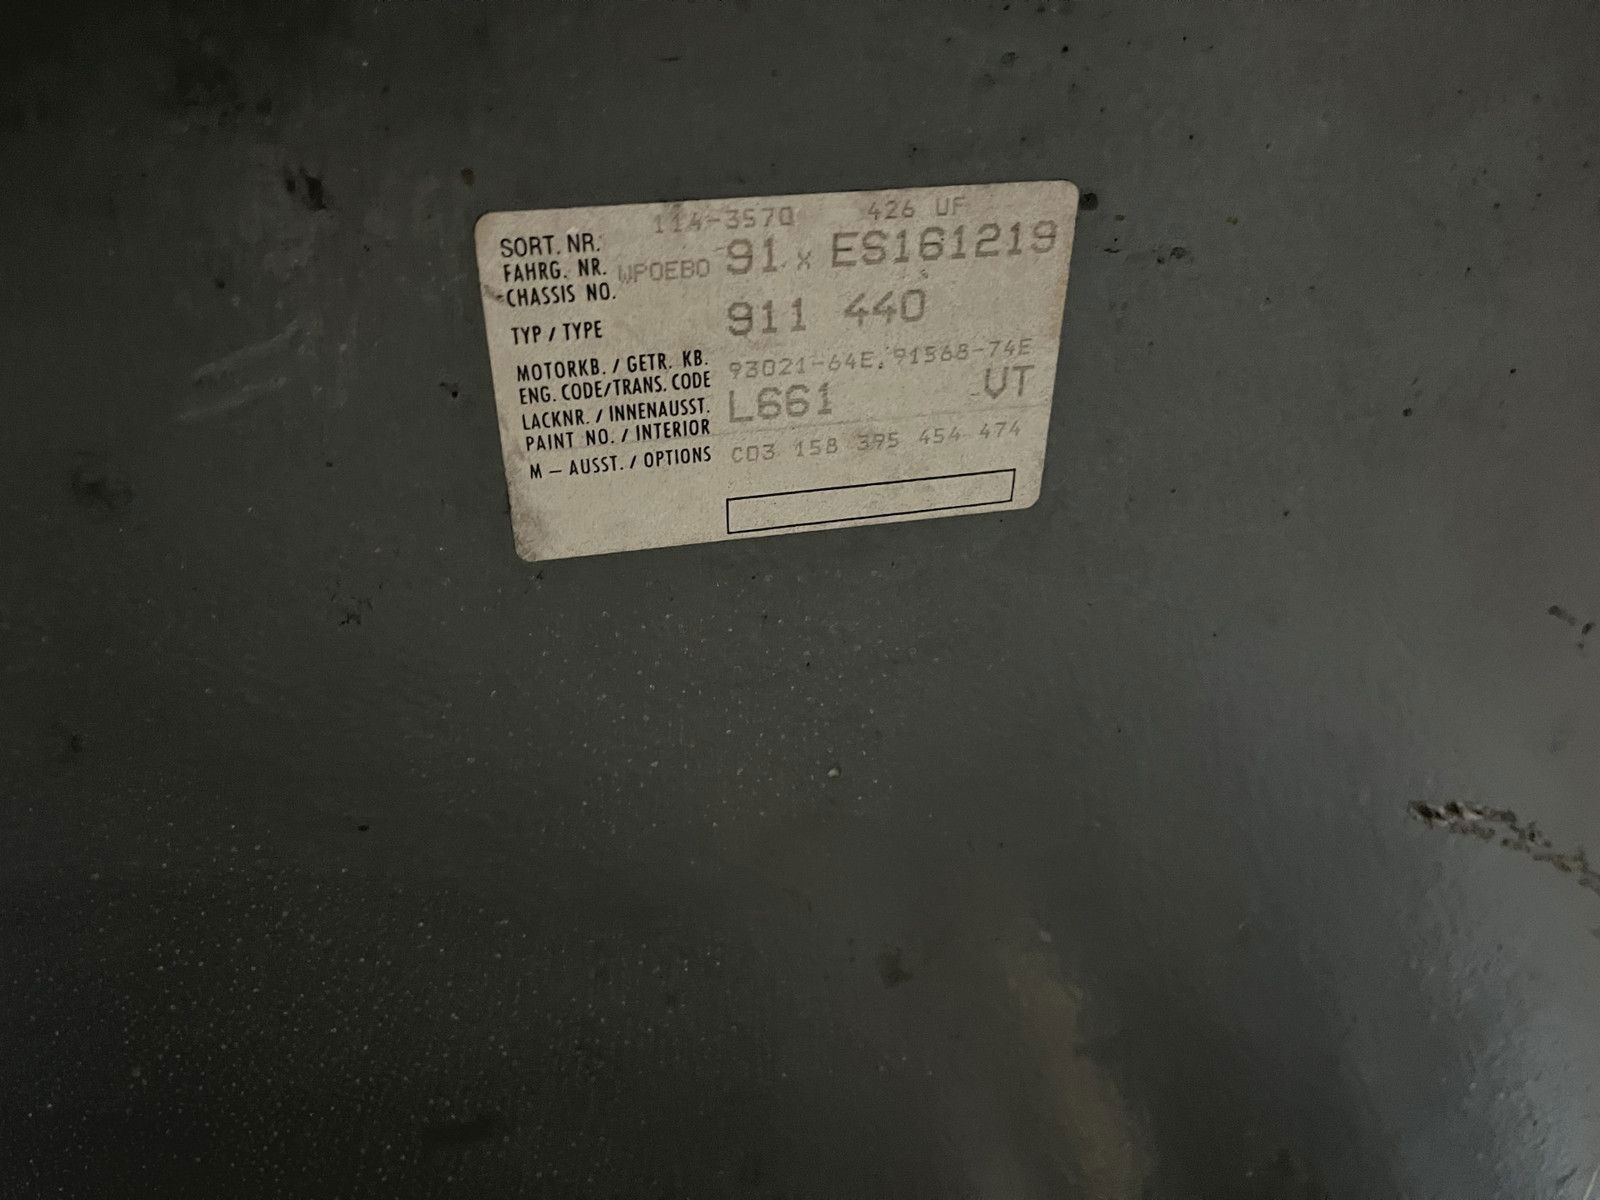 114-3570 426 UF
SORT. NR.
FAHRG. NR. WP0EB0 91 x ES161219
CHASSIS NO.
TYP / TYPE 911 440
MOTORKB. / GETR. KB. 93021-64E, 91568-74E
ENG. CODE/TRANS. CODE
LACKNR. / INNENAUSST. L661 VT
PAINT NO. / INTERIOR
M – AUSST. / OPTIONS C03 158 395 454 474